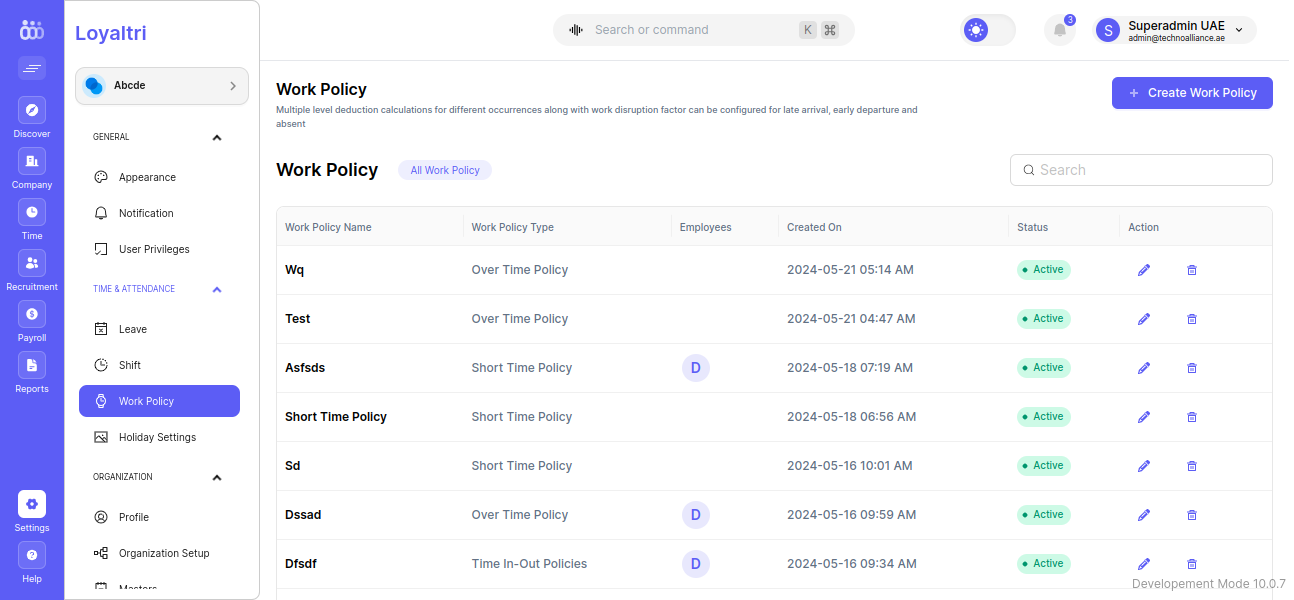 Discover
Company
Time
Recruitment
Payroll
Reports
Settings
Help
Loyaltri
Abcde
GENERAL
Appearance
Notification
User Privileges
TIME & ATTENDANCE
Leave
Shift
Work Policy
Holiday Settings
ORGANIZATION
Profile
Organization Setup
Masters
Search or command K ⌘
3
S Superadmin UAE
admin@technoalliance.ae
Work Policy
Multiple level deduction calculations for different occurrences along with work disruption factor can be configured for late arrival, early departure and
absent
+ Create Work Policy
Work Policy All Work Policy Search
Work Policy Name Work Policy Type Employees Created On Status Action
Wq Over Time Policy 2024-05-21 05:14 AM Active
Test Over Time Policy 2024-05-21 04:47 AM Active
Asfsds Short Time Policy D 2024-05-18 07:19 AM Active
Short Time Policy Short Time Policy 2024-05-18 06:56 AM Active
Sd Short Time Policy 2024-05-16 10:01 AM Active
Dssad Over Time Policy D 2024-05-16 09:59 AM Active
Dfsdf Time In-Out Policies D 2024-05-16 09:34 AM Active
Developement Mode 10.0.7